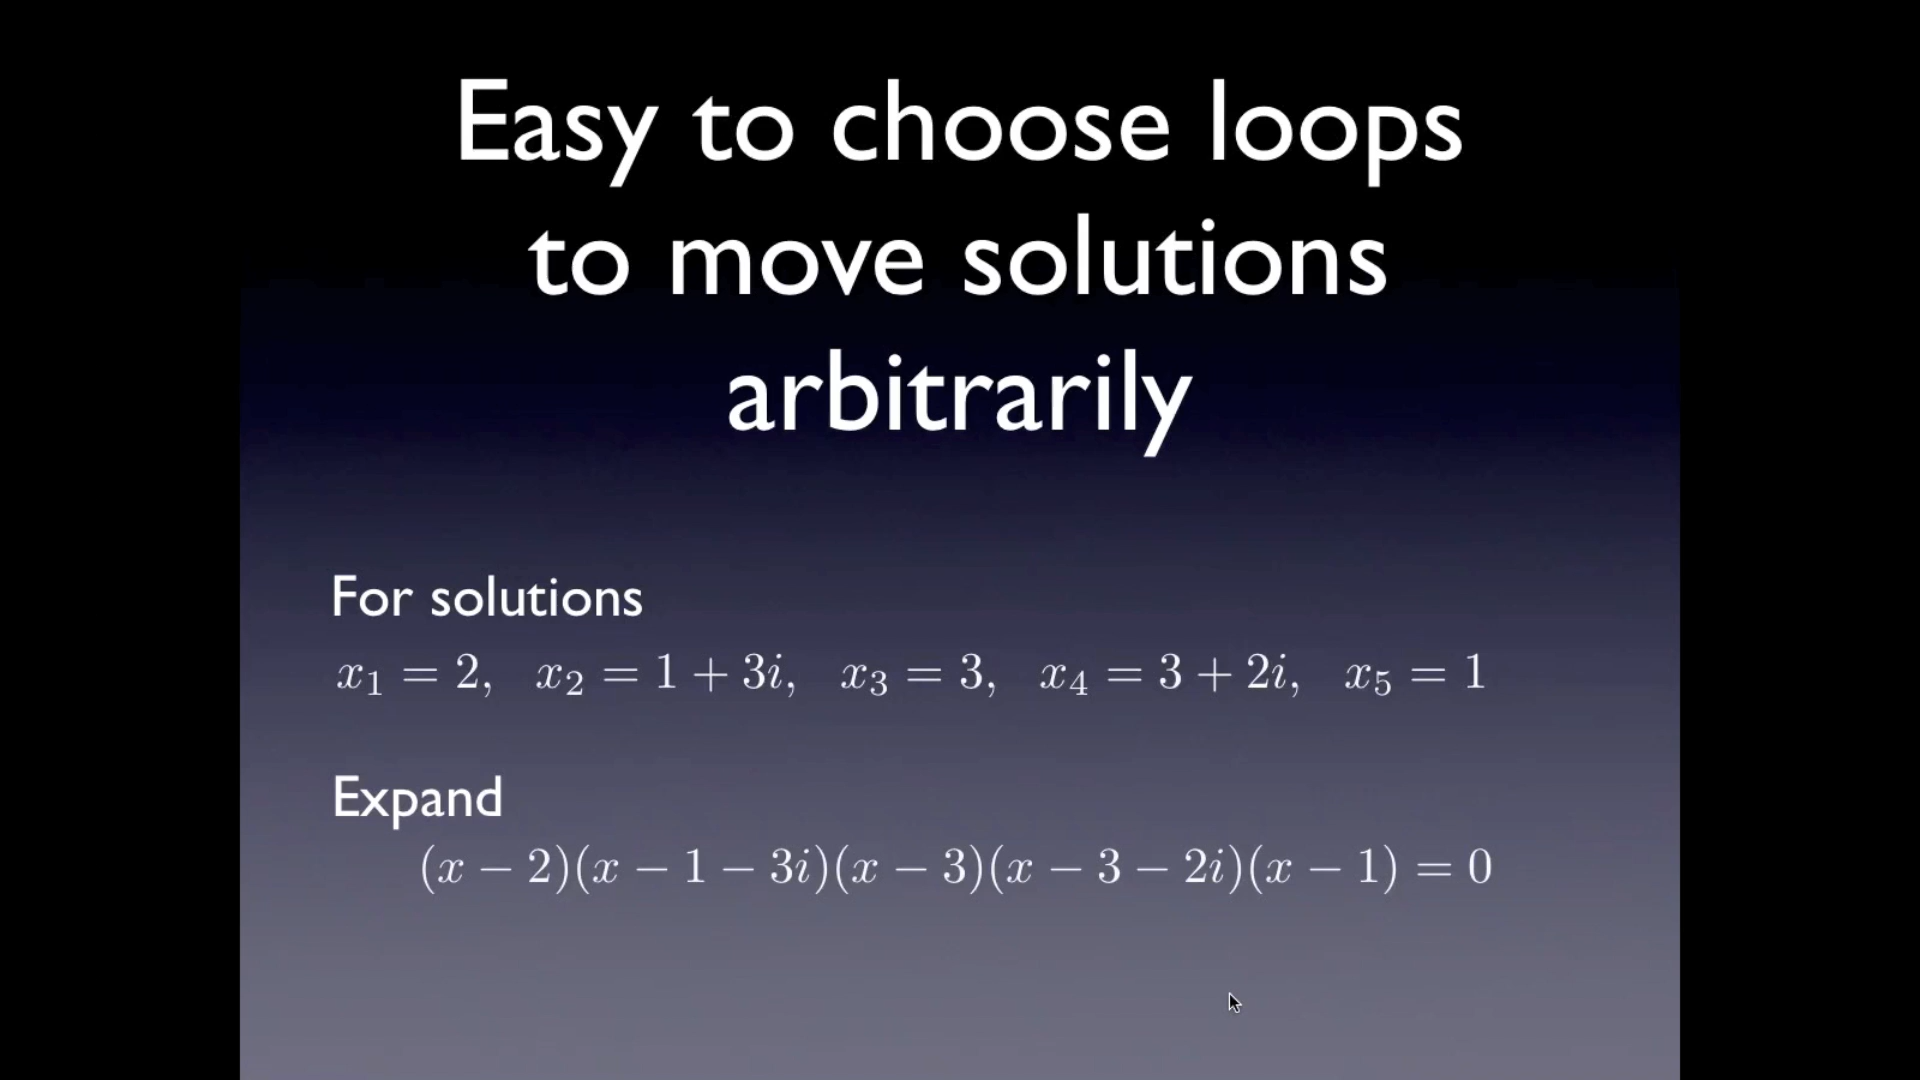 Easy to choose loops
to move solutions
arbitrarily
For solutions
x₁ = 2, x₂ = 1 + 3i, x₃ = 3, x₄ = 3 + 2i, x₅ = 1
Expand
(x − 2)(x − 1 − 3i)(x − 3)(x − 3 − 2i)(x − 1) = 0